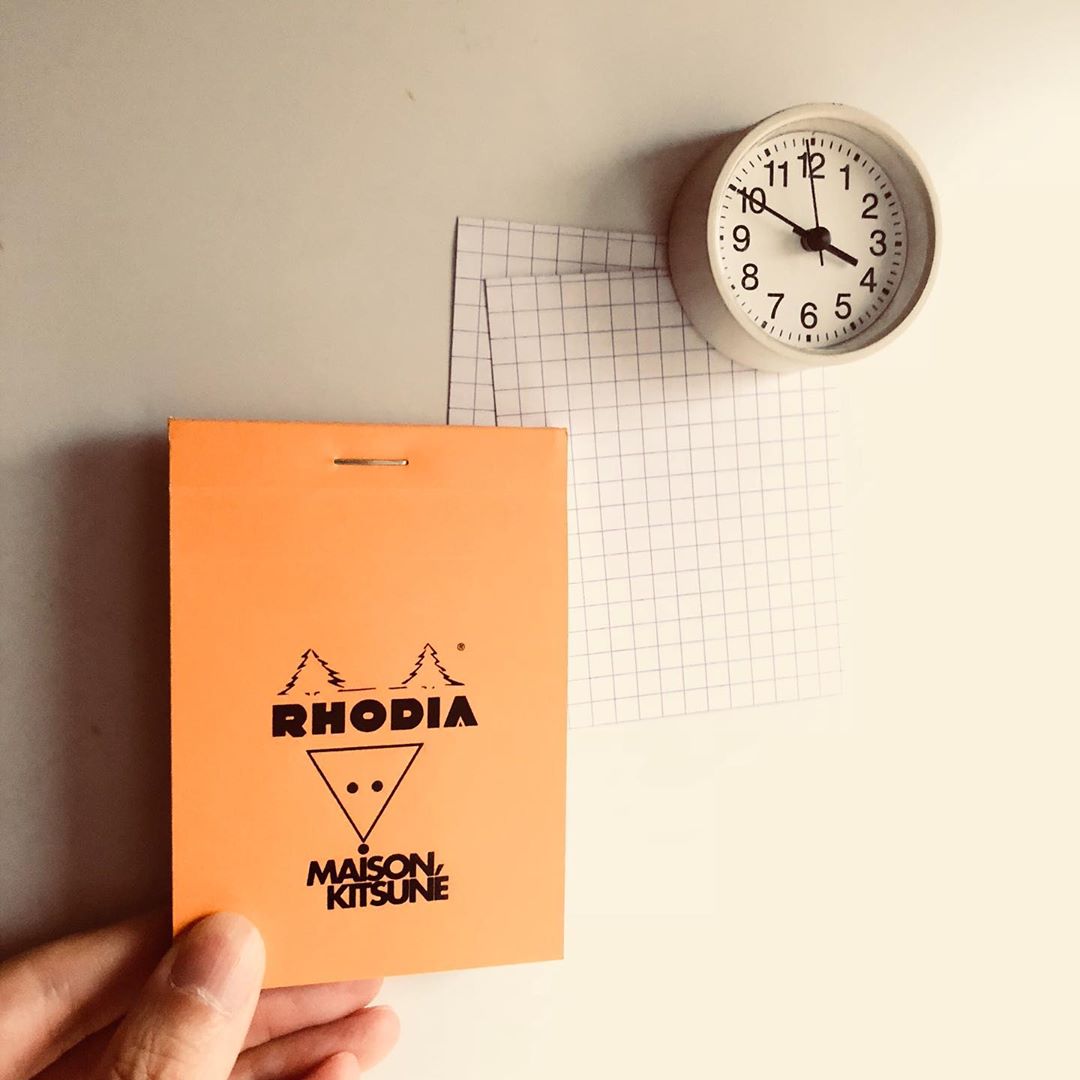 12
11 1
10 2
9 3
8 4
7 5
6
®
RHODIA
MAISON
KITSUNÉ